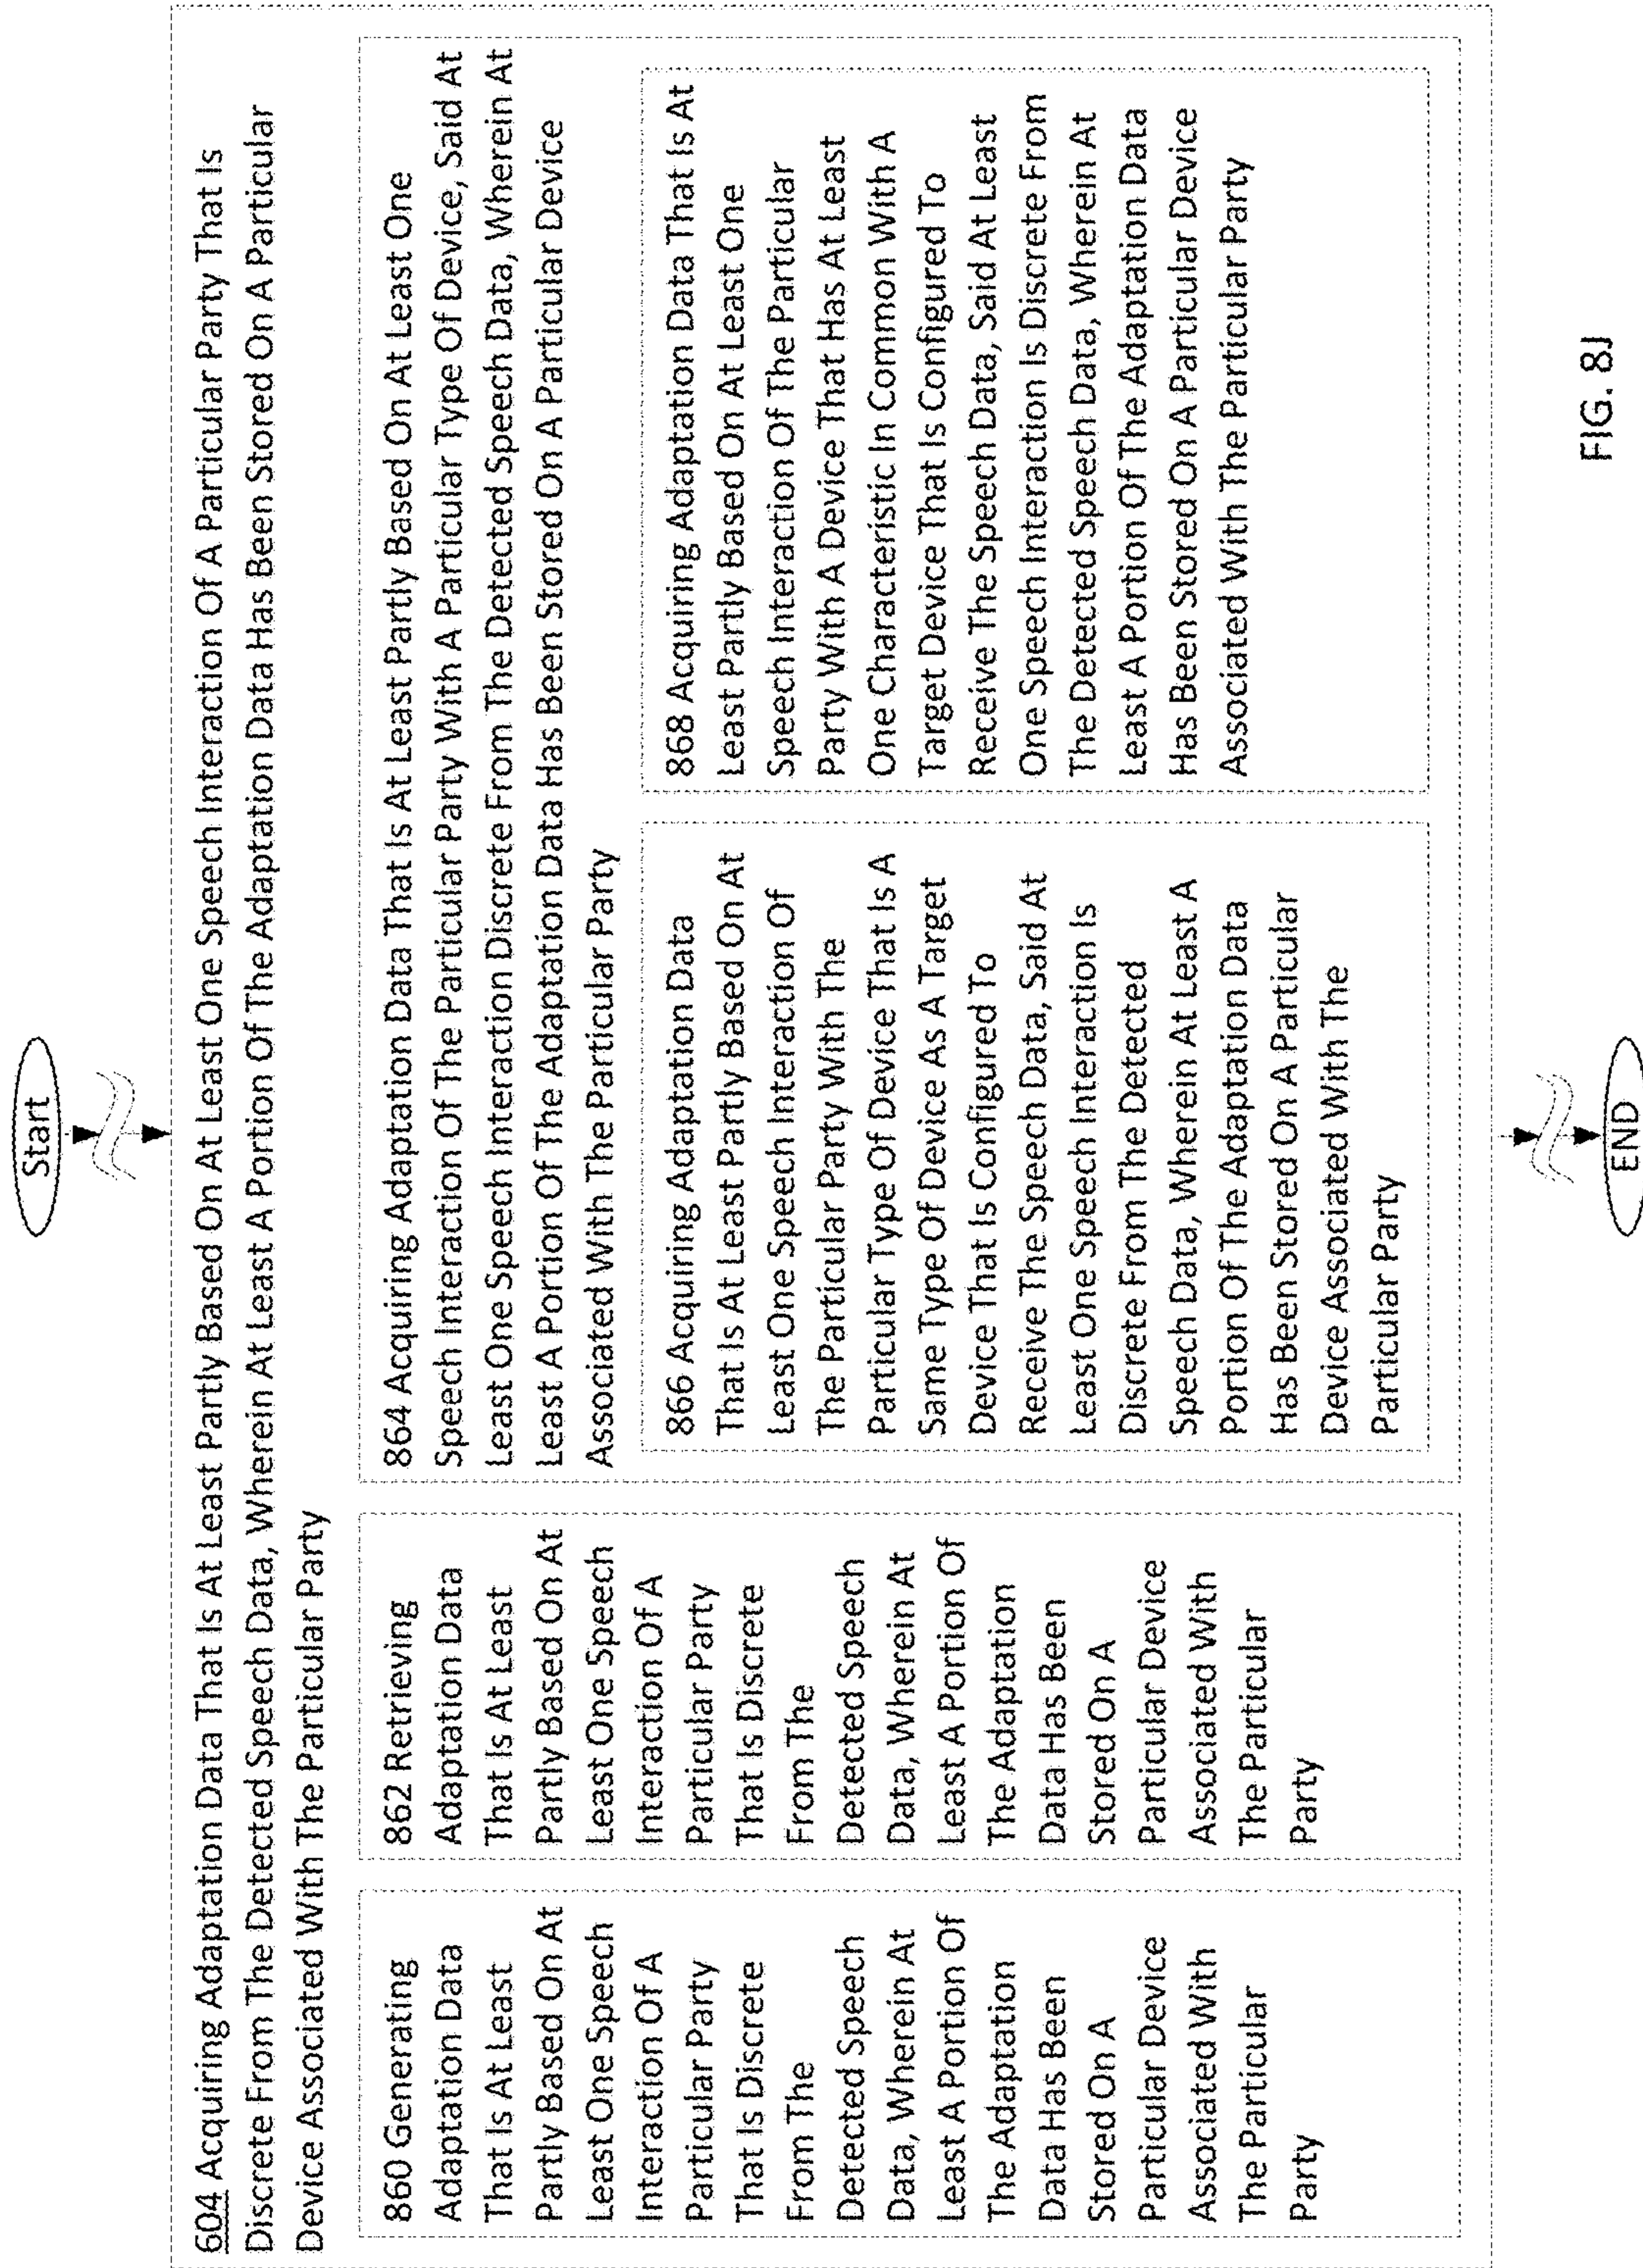 Start
604 Acquiring Adaptation Data That Is At Least Partly Based On At Least One Speech Interaction Of A Particular Party That Is
Discrete From The Detected Speech Data, Wherein At Least A Portion Of The Adaptation Data Has Been Stored On A Particular
Device Associated With The Particular Party
860 Generating
Adaptation Data
That Is At Least
Partly Based On At
Least One Speech
Interaction Of A
Particular Party
That Is Discrete
From The
Detected Speech
Data, Wherein At
Least A Portion Of
The Adaptation
Data Has Been
Stored On A
Particular Device
Associated With
The Particular
Party
862 Retrieving
Adaptation Data
That Is At Least
Partly Based On At
Least One Speech
Interaction Of A
Particular Party
That Is Discrete
From The
Detected Speech
Data, Wherein At
Least A Portion Of
The Adaptation
Data Has Been
Stored On A
Particular Device
Associated With
The Particular
Party
864 Acquiring Adaptation Data That Is At Least Partly Based On At Least One
Speech Interaction Of The Particular Party With A Particular Type Of Device, Said At
Least One Speech Interaction Discrete From The Detected Speech Data, Wherein At
Least A Portion Of The Adaptation Data Has Been Stored On A Particular Device
Associated With The Particular Party
866 Acquiring Adaptation Data
That Is At Least Partly Based On At
Least One Speech Interaction Of
The Particular Party With The
Particular Type Of Device That Is A
Same Type Of Device As A Target
Device That Is Configured To
Receive The Speech Data, Said At
Least One Speech Interaction Is
Discrete From The Detected
Speech Data, Wherein At Least A
Portion Of The Adaptation Data
Has Been Stored On A Particular
Device Associated With The
Particular Party
868 Acquiring Adaptation Data That Is At
Least Partly Based On At Least One
Speech Interaction Of The Particular
Party With A Device That Has At Least
One Characteristic In Common With A
Target Device That Is Configured To
Receive The Speech Data, Said At Least
One Speech Interaction Is Discrete From
The Detected Speech Data, Wherein At
Least A Portion Of The Adaptation Data
Has Been Stored On A Particular Device
Associated With The Particular Party
END
FIG. 8J